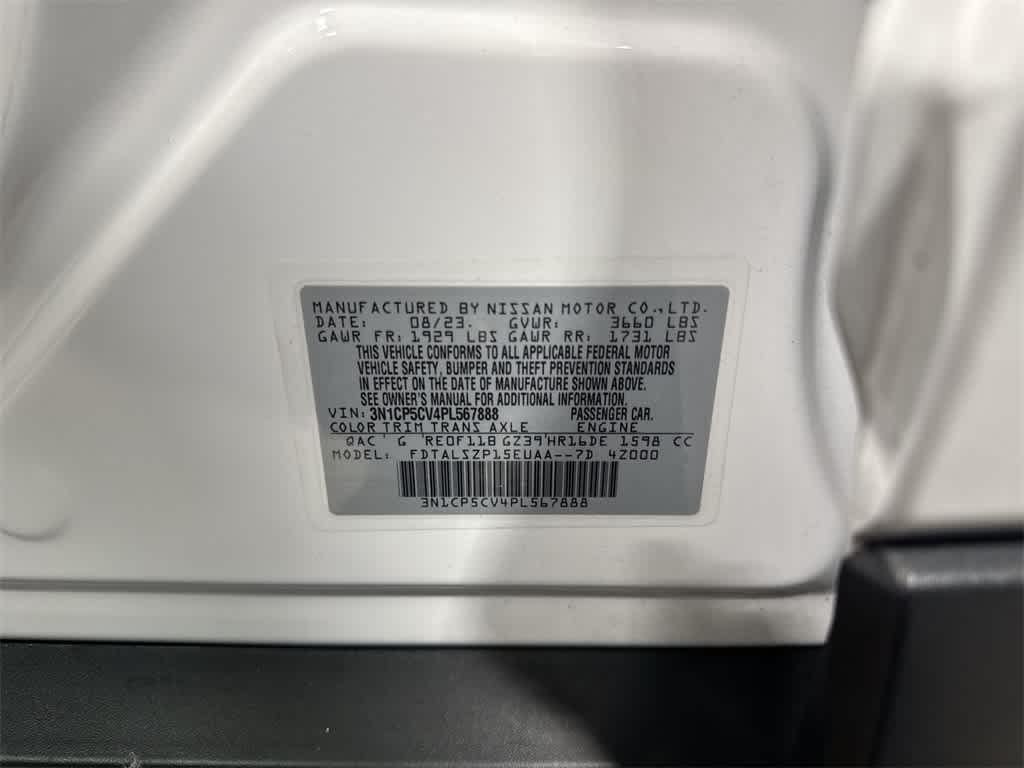 MANUFACTURED BY NISSAN MOTOR CO.,LTD.
DATE: 08/23. GVWR: 3660 LBS
GAWR FR: 1929 LBS GAWR RR: 1731 LBS
THIS VEHICLE CONFORMS TO ALL APPLICABLE FEDERAL MOTOR
VEHICLE SAFETY, BUMPER AND THEFT PREVENTION STANDARDS
IN EFFECT ON THE DATE OF MANUFACTURE SHOWN ABOVE.
SEE OWNER'S MANUAL FOR ADDITIONAL INFORMATION.
VIN: 3N1CP5CV4PL567888 PASSENGER CAR.
COLOR TRIM TRANS AXLE ENGINE
QAC G RE0F11B GZ39 HR16DE 1598 CC
MODEL: FDTALSZP15EUAA--7D 4Z000
3N1CP5CV4PL567888